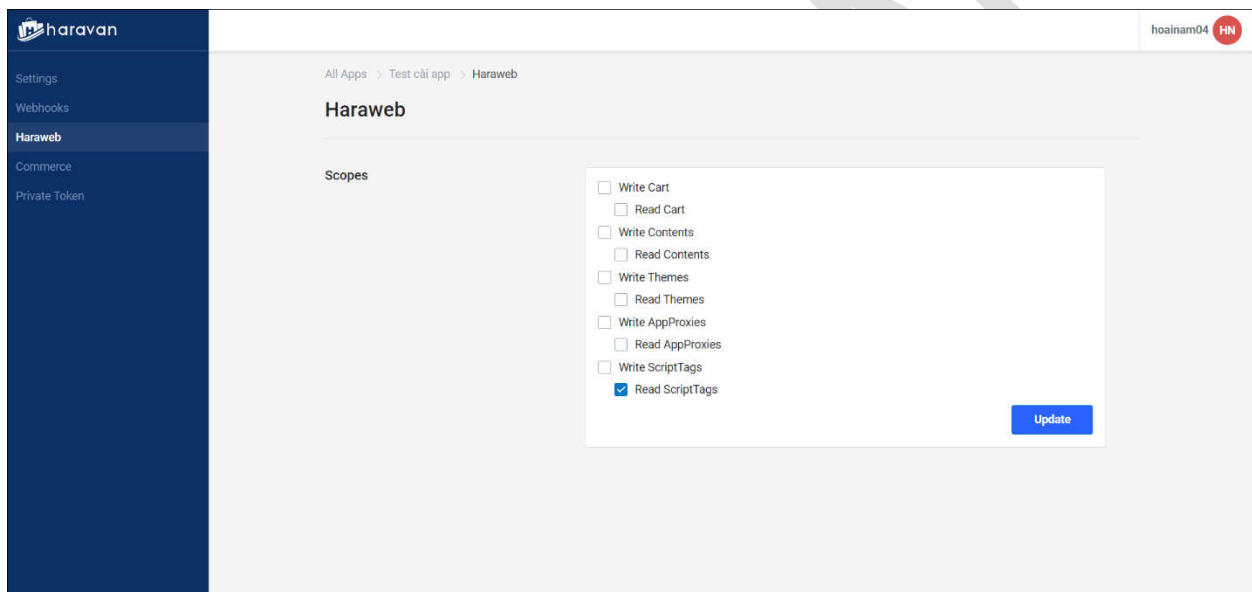 haravan
hoainam04 HN
Settings
Webhooks
Haraweb
Commerce
Private Token
All Apps > Test cài app > Haraweb
Haraweb
Scopes
Write Cart
Read Cart
Write Contents
Read Contents
Write Themes
Read Themes
Write AppProxies
Read AppProxies
Write ScriptTags
Read ScriptTags
Update